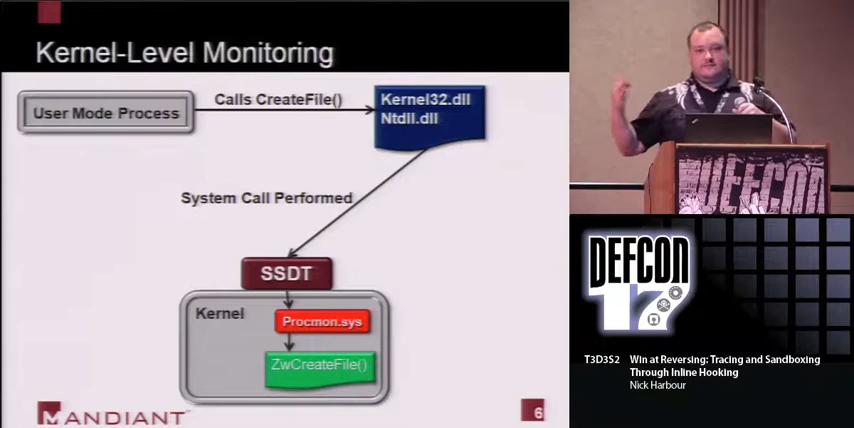 Kernel-Level Monitoring
User Mode Process
Calls CreateFile()
Kernel32.dll
Ntdll.dll
System Call Performed
SSDT
Kernel
Procmon.sys
ZwCreateFile()
MANDIANT
6
DEFCON
DEFCON
17
T3D3S2 Win at Reversing: Tracing and Sandboxing
Through Inline Hooking
Nick Harbour